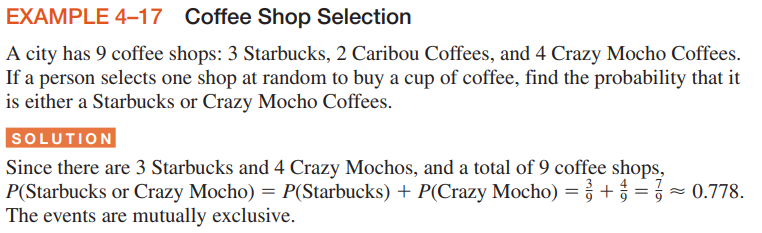 EXAMPLE 4–17 Coffee Shop Selection
A city has 9 coffee shops: 3 Starbucks, 2 Caribou Coffees, and 4 Crazy Mocho Coffees.
If a person selects one shop at random to buy a cup of coffee, find the probability that it
is either a Starbucks or Crazy Mocho Coffees.
SOLUTION
Since there are 3 Starbucks and 4 Crazy Mochos, and a total of 9 coffee shops,
P(Starbucks or Crazy Mocho) = P(Starbucks) + P(Crazy Mocho) = 3/9 + 4/9 = 7/9 ≈ 0.778.
The events are mutually exclusive.